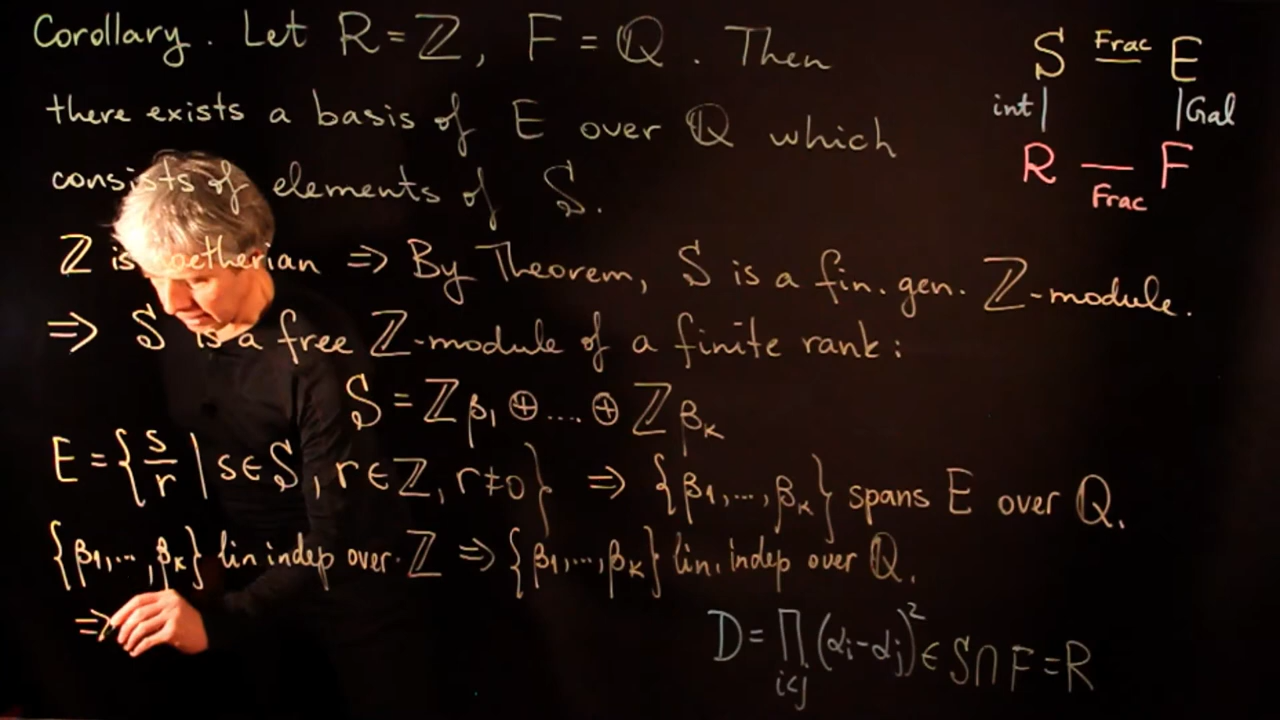 Corollary. Let R = ℤ, F = ℚ. Then
there exists a basis of E over ℚ which
consists of elements of S.
S —Frac— E
int | | Gal
R —Frac— F
ℤ is noetherian ⇒ By Theorem, S is a fin. gen. ℤ-module.
⇒ S is a free ℤ-module of a finite rank:
S = ℤβ₁ ⊕ .... ⊕ ℤβₖ
E = {s/r | s∈S, r∈ℤ, r≠0} ⇒ {β₁,...,βₖ} spans E over ℚ.
{β₁,...,βₖ} lin indep over ℤ ⇒ {β₁,...,βₖ} lin. indep over ℚ.
⇒
D = ∏_{i<j} (αᵢ-αⱼ)² ∈ S∩F = R